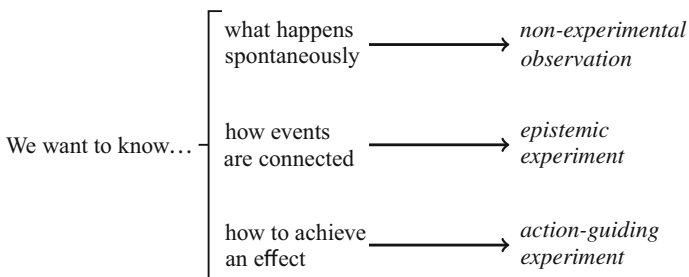 what happens
spontaneously
non-experimental
observation
We want to know…
how events
are connected
epistemic
experiment
how to achieve
an effect
action-guiding
experiment